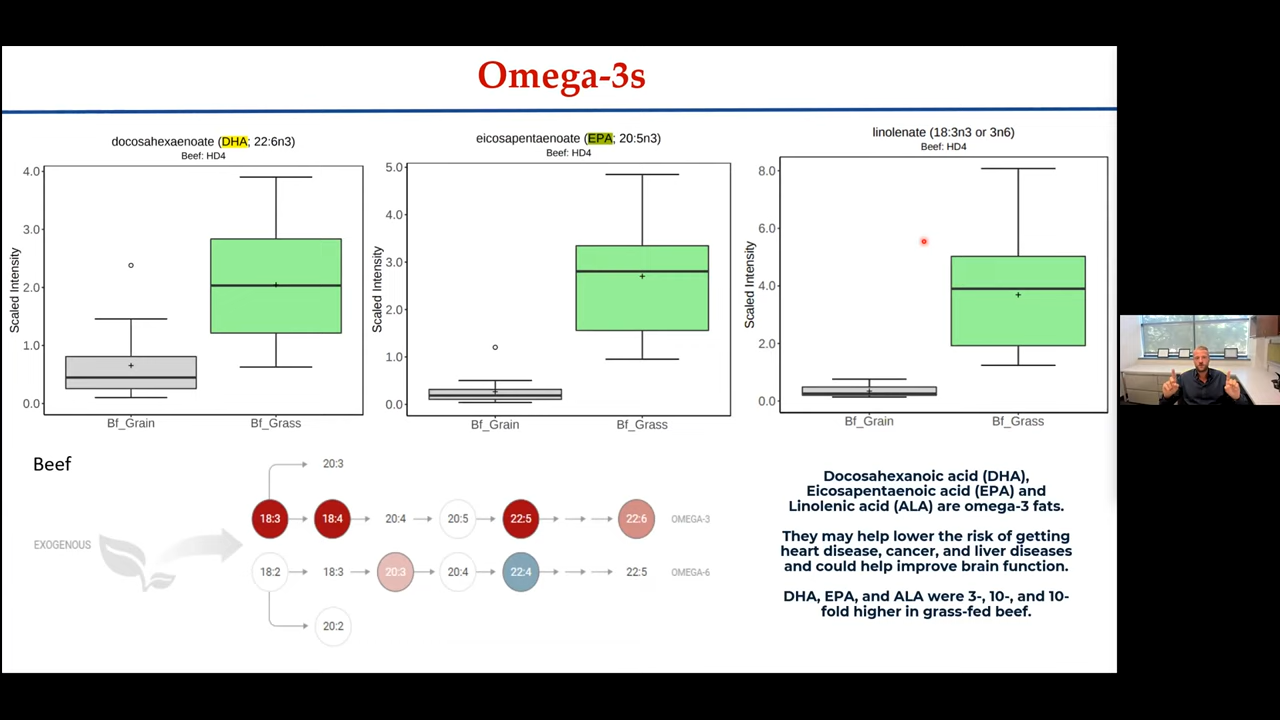 Omega-3s
docosahexaenoate (DHA; 22:6n3)
Beef: HD4
4.0
3.0
2.0
1.0
0.0
Scaled Intensity
Bf_Grain
Bf_Grass
eicosapentaenoate (EPA; 20:5n3)
Beef: HD4
5.0
4.0
3.0
2.0
1.0
0.0
Scaled Intensity
Bf_Grain
Bf_Grass
linolenate (18:3n3 or 3n6)
Beef: HD4
8.0
6.0
4.0
2.0
0.0
Scaled Intensity
Bf_Grain
Bf_Grass
Beef
20:3
18:3 18:4 20:4 20:5 22:5 22:6 OMEGA-3
EXOGENOUS
18:2 18:3 20:3 20:4 22:4 22:5 OMEGA-6
20:2
Docosahexanoic acid (DHA),
Eicosapentaenoic acid (EPA) and
Linolenic acid (ALA) are omega-3 fats.
They may help lower the risk of getting
heart disease, cancer, and liver diseases
and could help improve brain function.
DHA, EPA, and ALA were 3-, 10-, and 10-
fold higher in grass-fed beef.